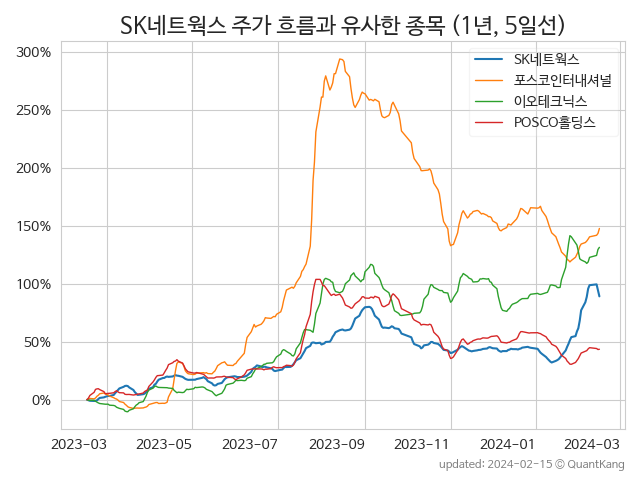 SK네트웍스 주가 흐름과 유사한 종목 (1년, 5일선)
SK네트웍스
포스코인터내셔널
이오테크닉스
POSCO홀딩스
300%
250%
200%
150%
100%
50%
0%
2023-03 2023-05 2023-07 2023-09 2023-11 2024-01 2024-03
updated: 2024-02-15 © QuantKang